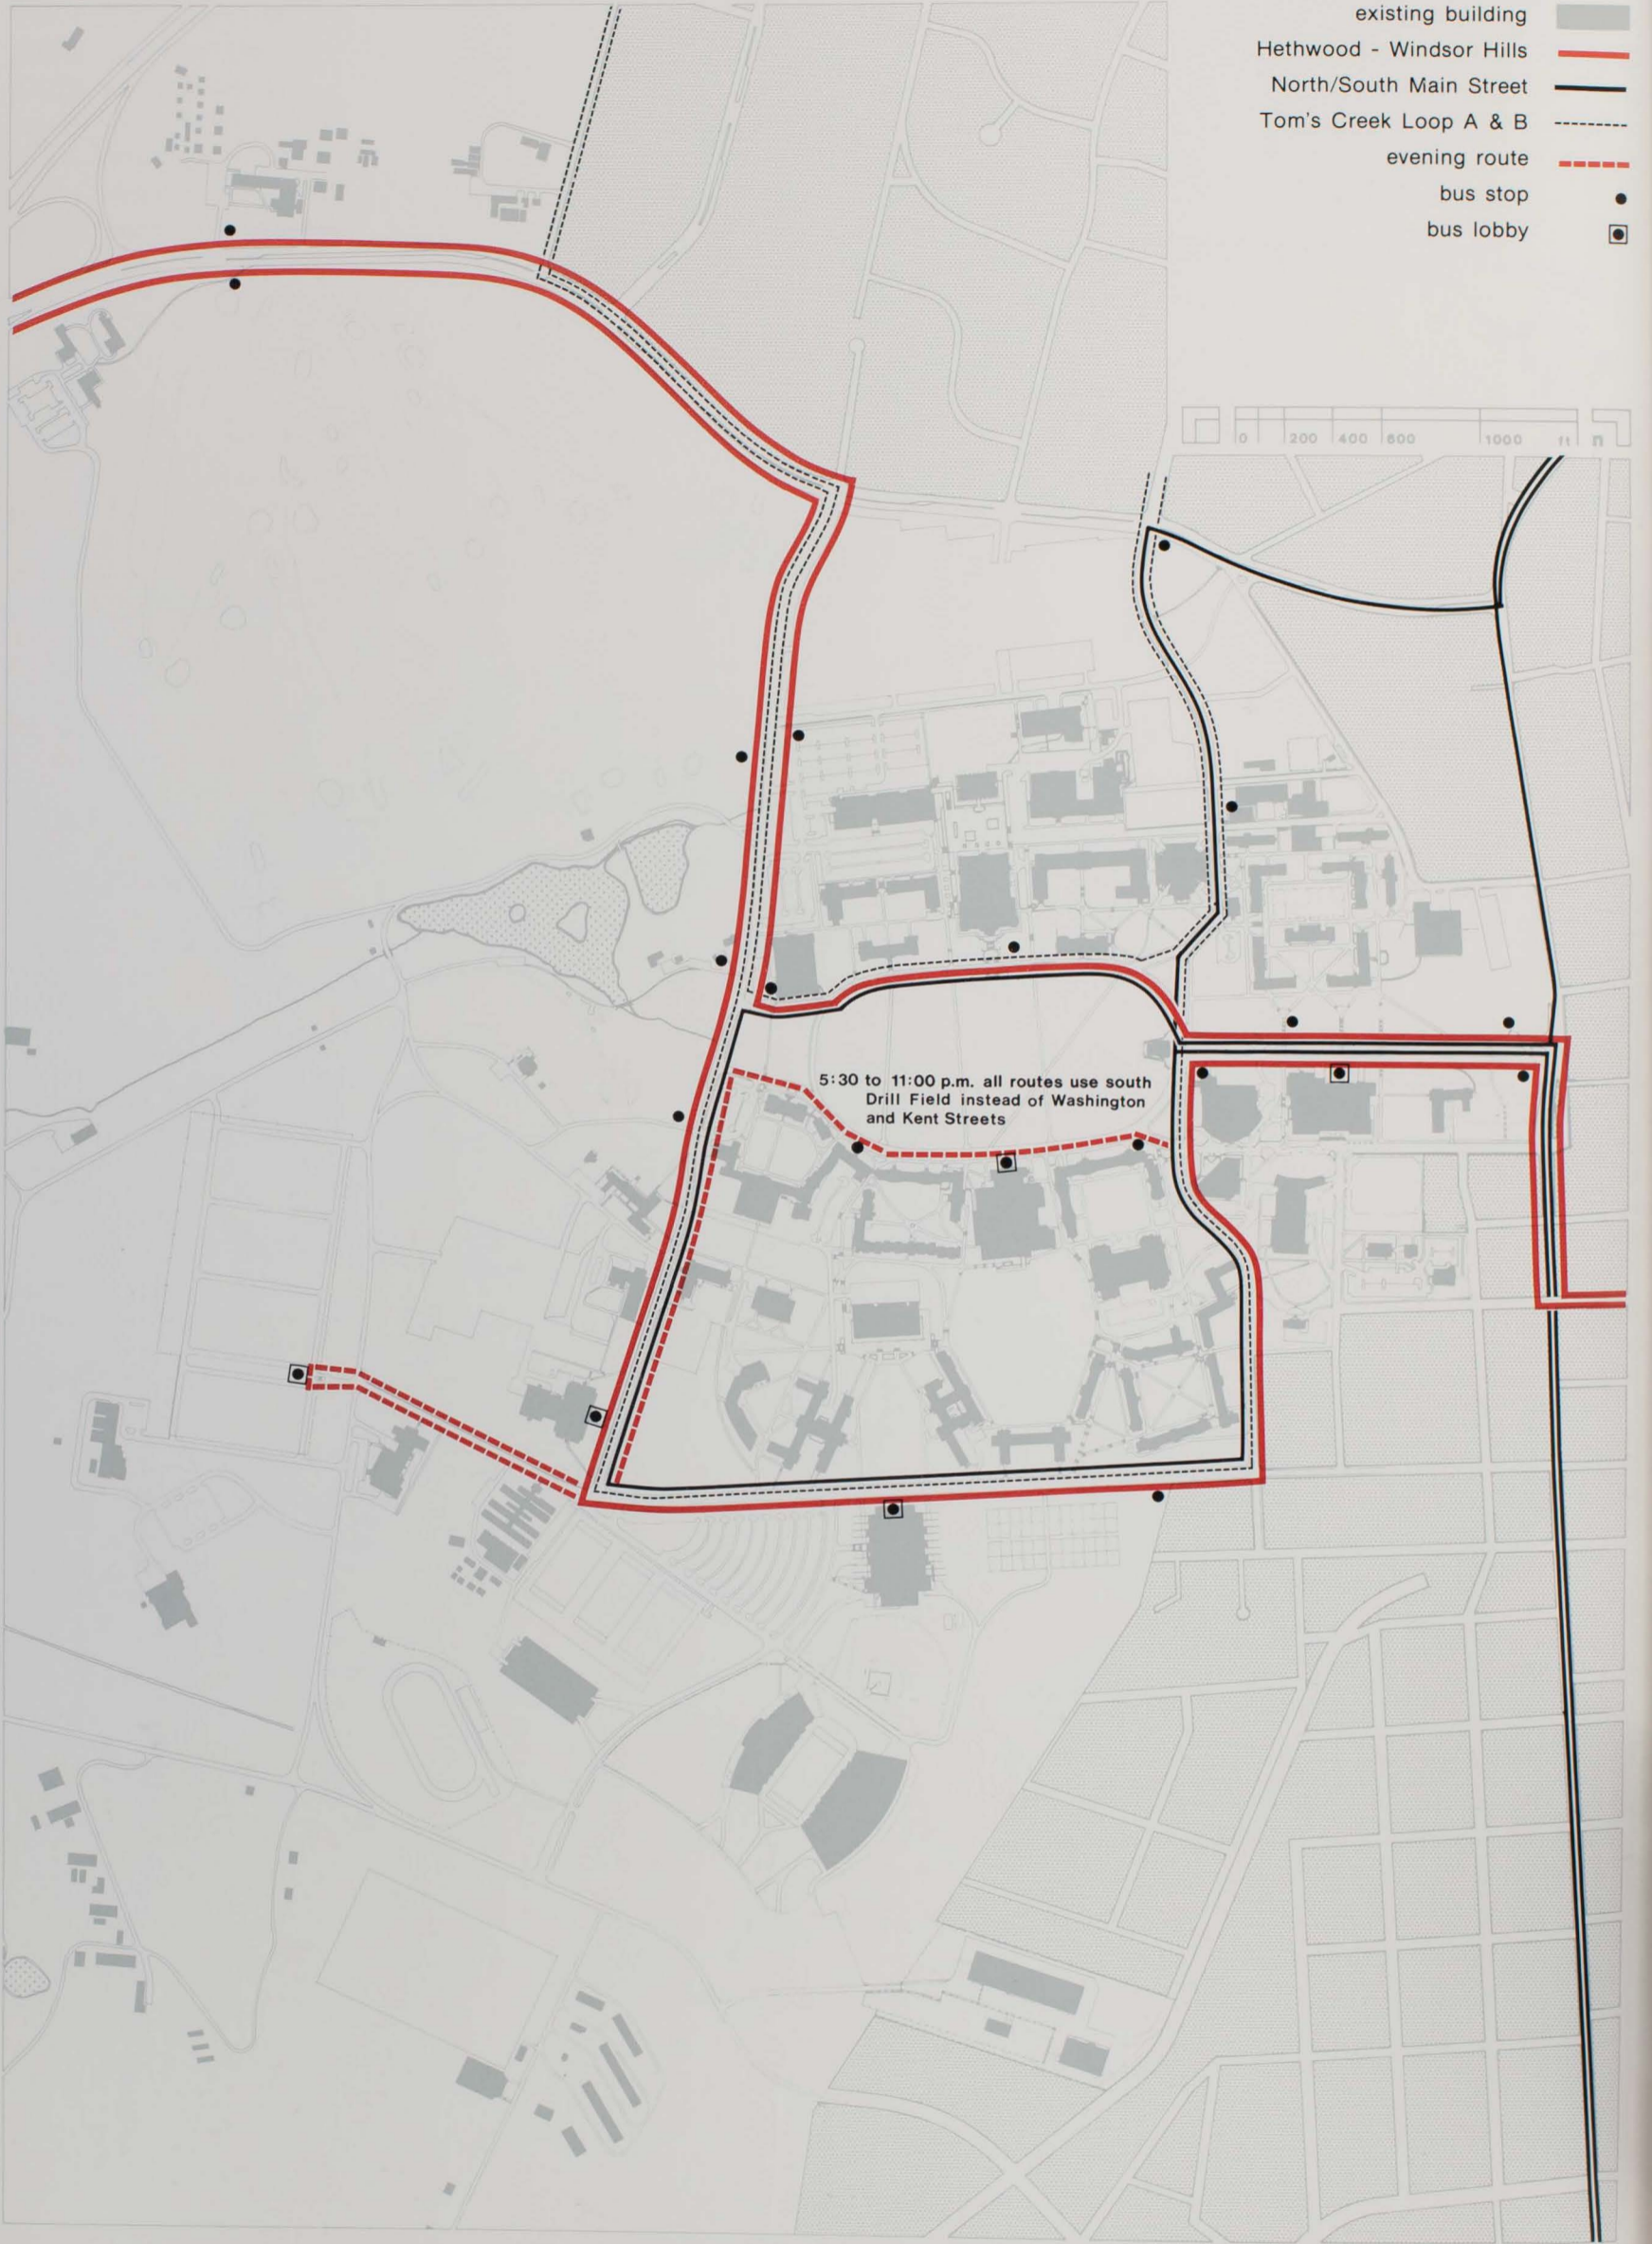 existing building
Hethwood - Windsor Hills
North/South Main Street
Tom's Creek Loop A & B
evening route
bus stop
bus lobby
0 200 400 600 1000 ft n
5:30 to 11:00 p.m. all routes use south
Drill Field instead of Washington
and Kent Streets